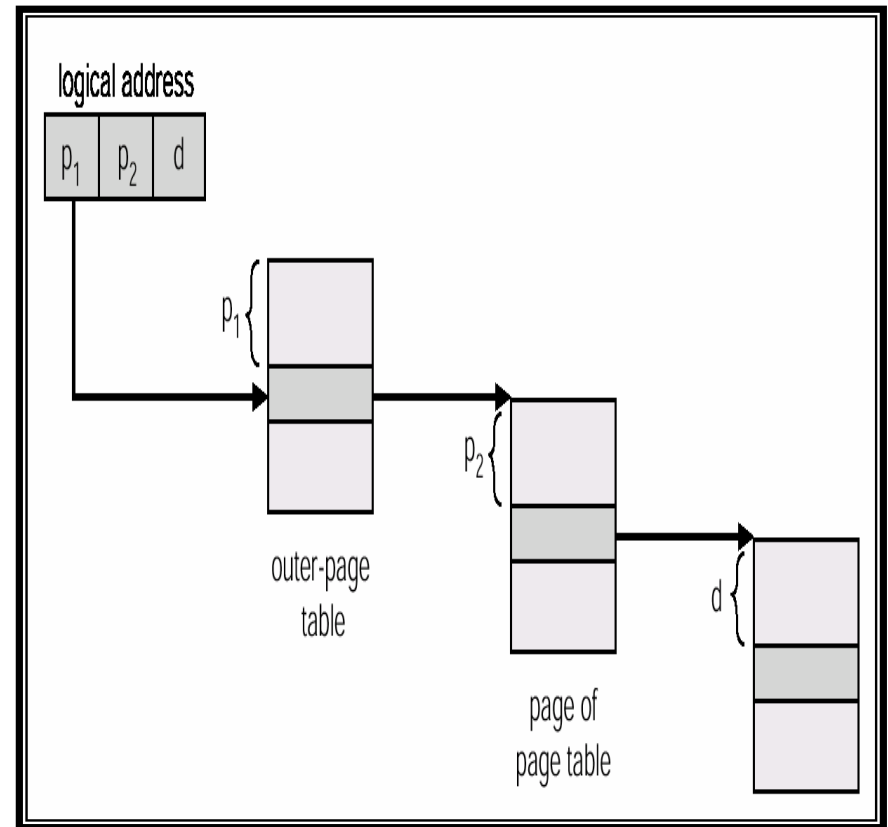 logical address
p₁ p₂ d
p₁
outer-page
table
p₂
page of
page table
d